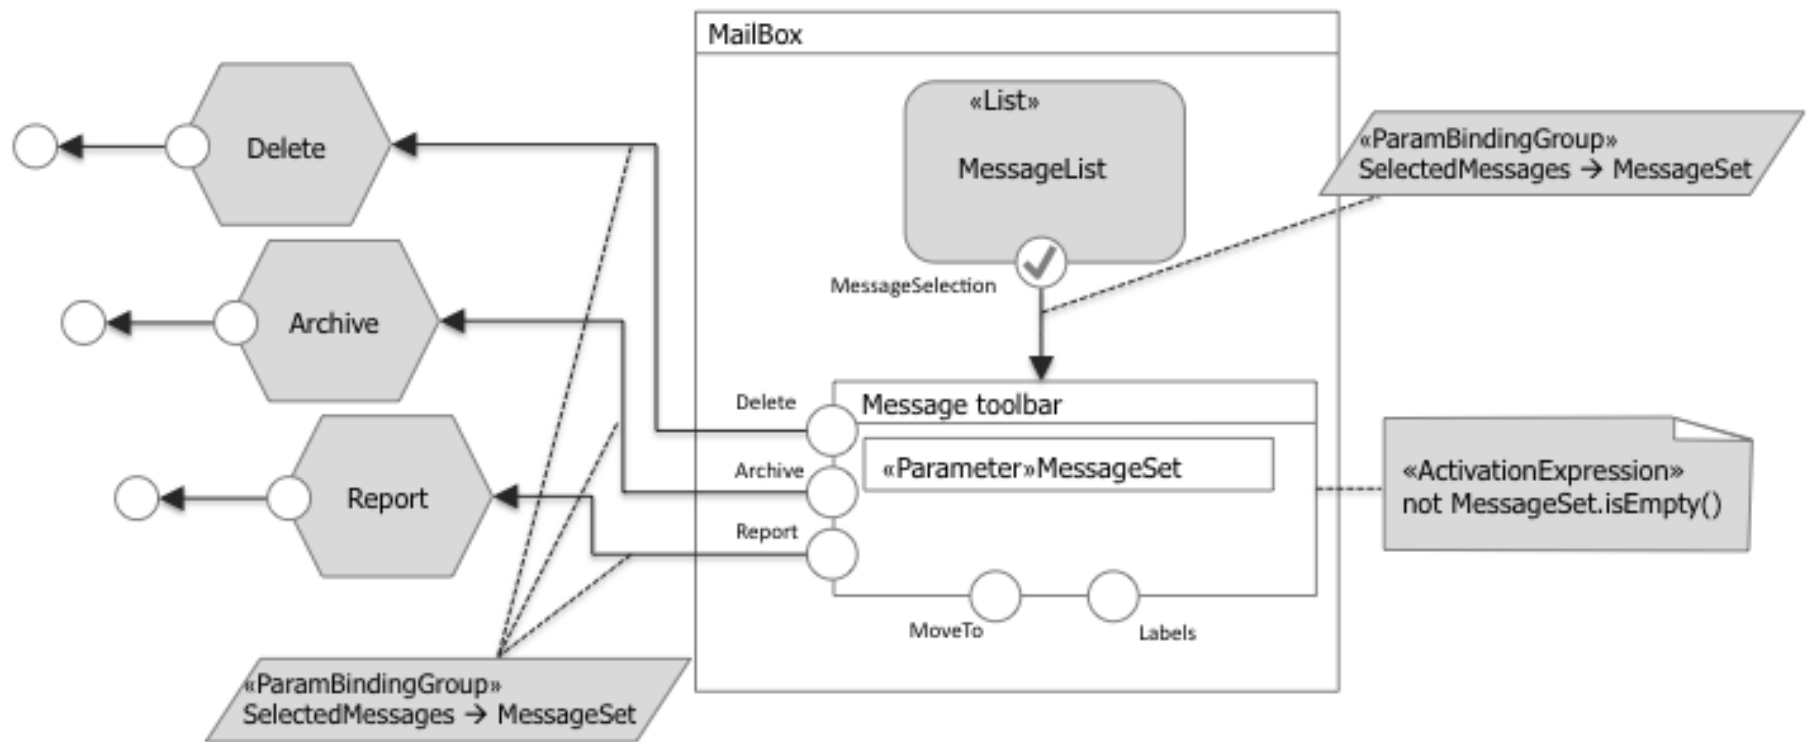 MailBox
«List»
MessageList
MessageSelection
«ParamBindingGroup»
SelectedMessages → MessageSet
Delete
Archive
Report
Delete
Archive
Report
Message toolbar
«Parameter»MessageSet
MoveTo
Labels
«ActivationExpression»
not MessageSet.isEmpty()
«ParamBindingGroup»
SelectedMessages → MessageSet